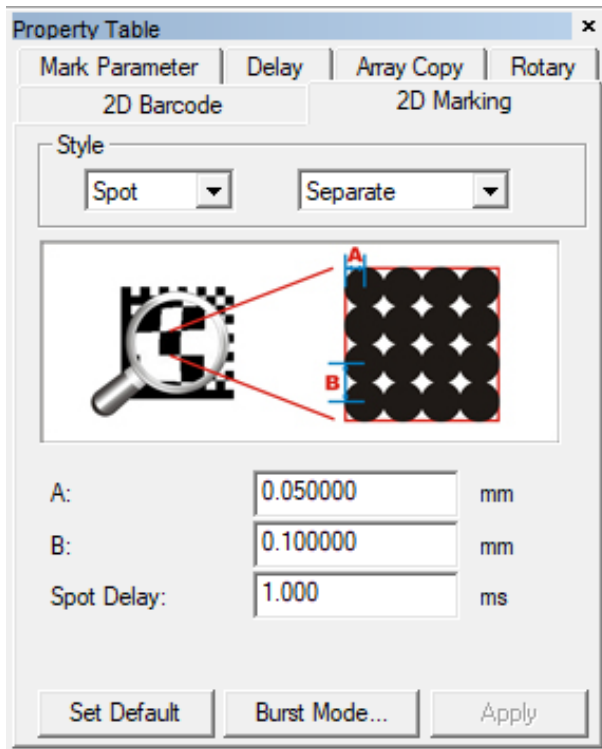 Property Table ×
Mark Parameter Delay Array Copy Rotary
2D Barcode 2D Marking
Style
Spot Separate
A
B
A: 0.050000 mm
B: 0.100000 mm
Spot Delay: 1.000 ms
Set Default Burst Mode... Apply